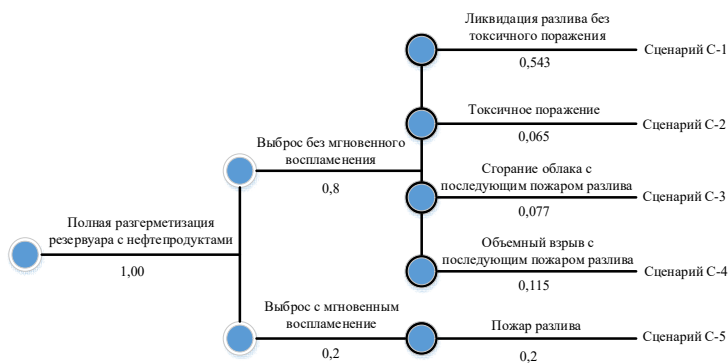 Ликвидация разлива без
токсичного поражения
0,543
Сценарий С-1
Токсичное поражение
0,065
Сценарий С-2
Выброс без мгновенного
воспламенения
0,8
Сгорание облака с
последующим пожаром разлива
0,077
Сценарий С-3
Полная разгерметизация
резервуара с нефтепродуктами
1,00
Объемный взрыв с
последующим пожаром разлива
0,115
Сценарий С-4
Выброс с мгновенным
воспламенение
0,2
Пожар разлива
0,2
Сценарий С-5